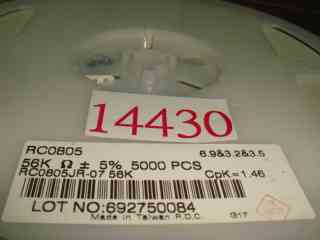 14430
RC0805 6.9&3.2&3.5
56K Ω ± 5% 5000 PCS
RC0805JR-07 56K CpK=1.46
LOT NO:692750084
Made in Taiwan R.O.C. G17